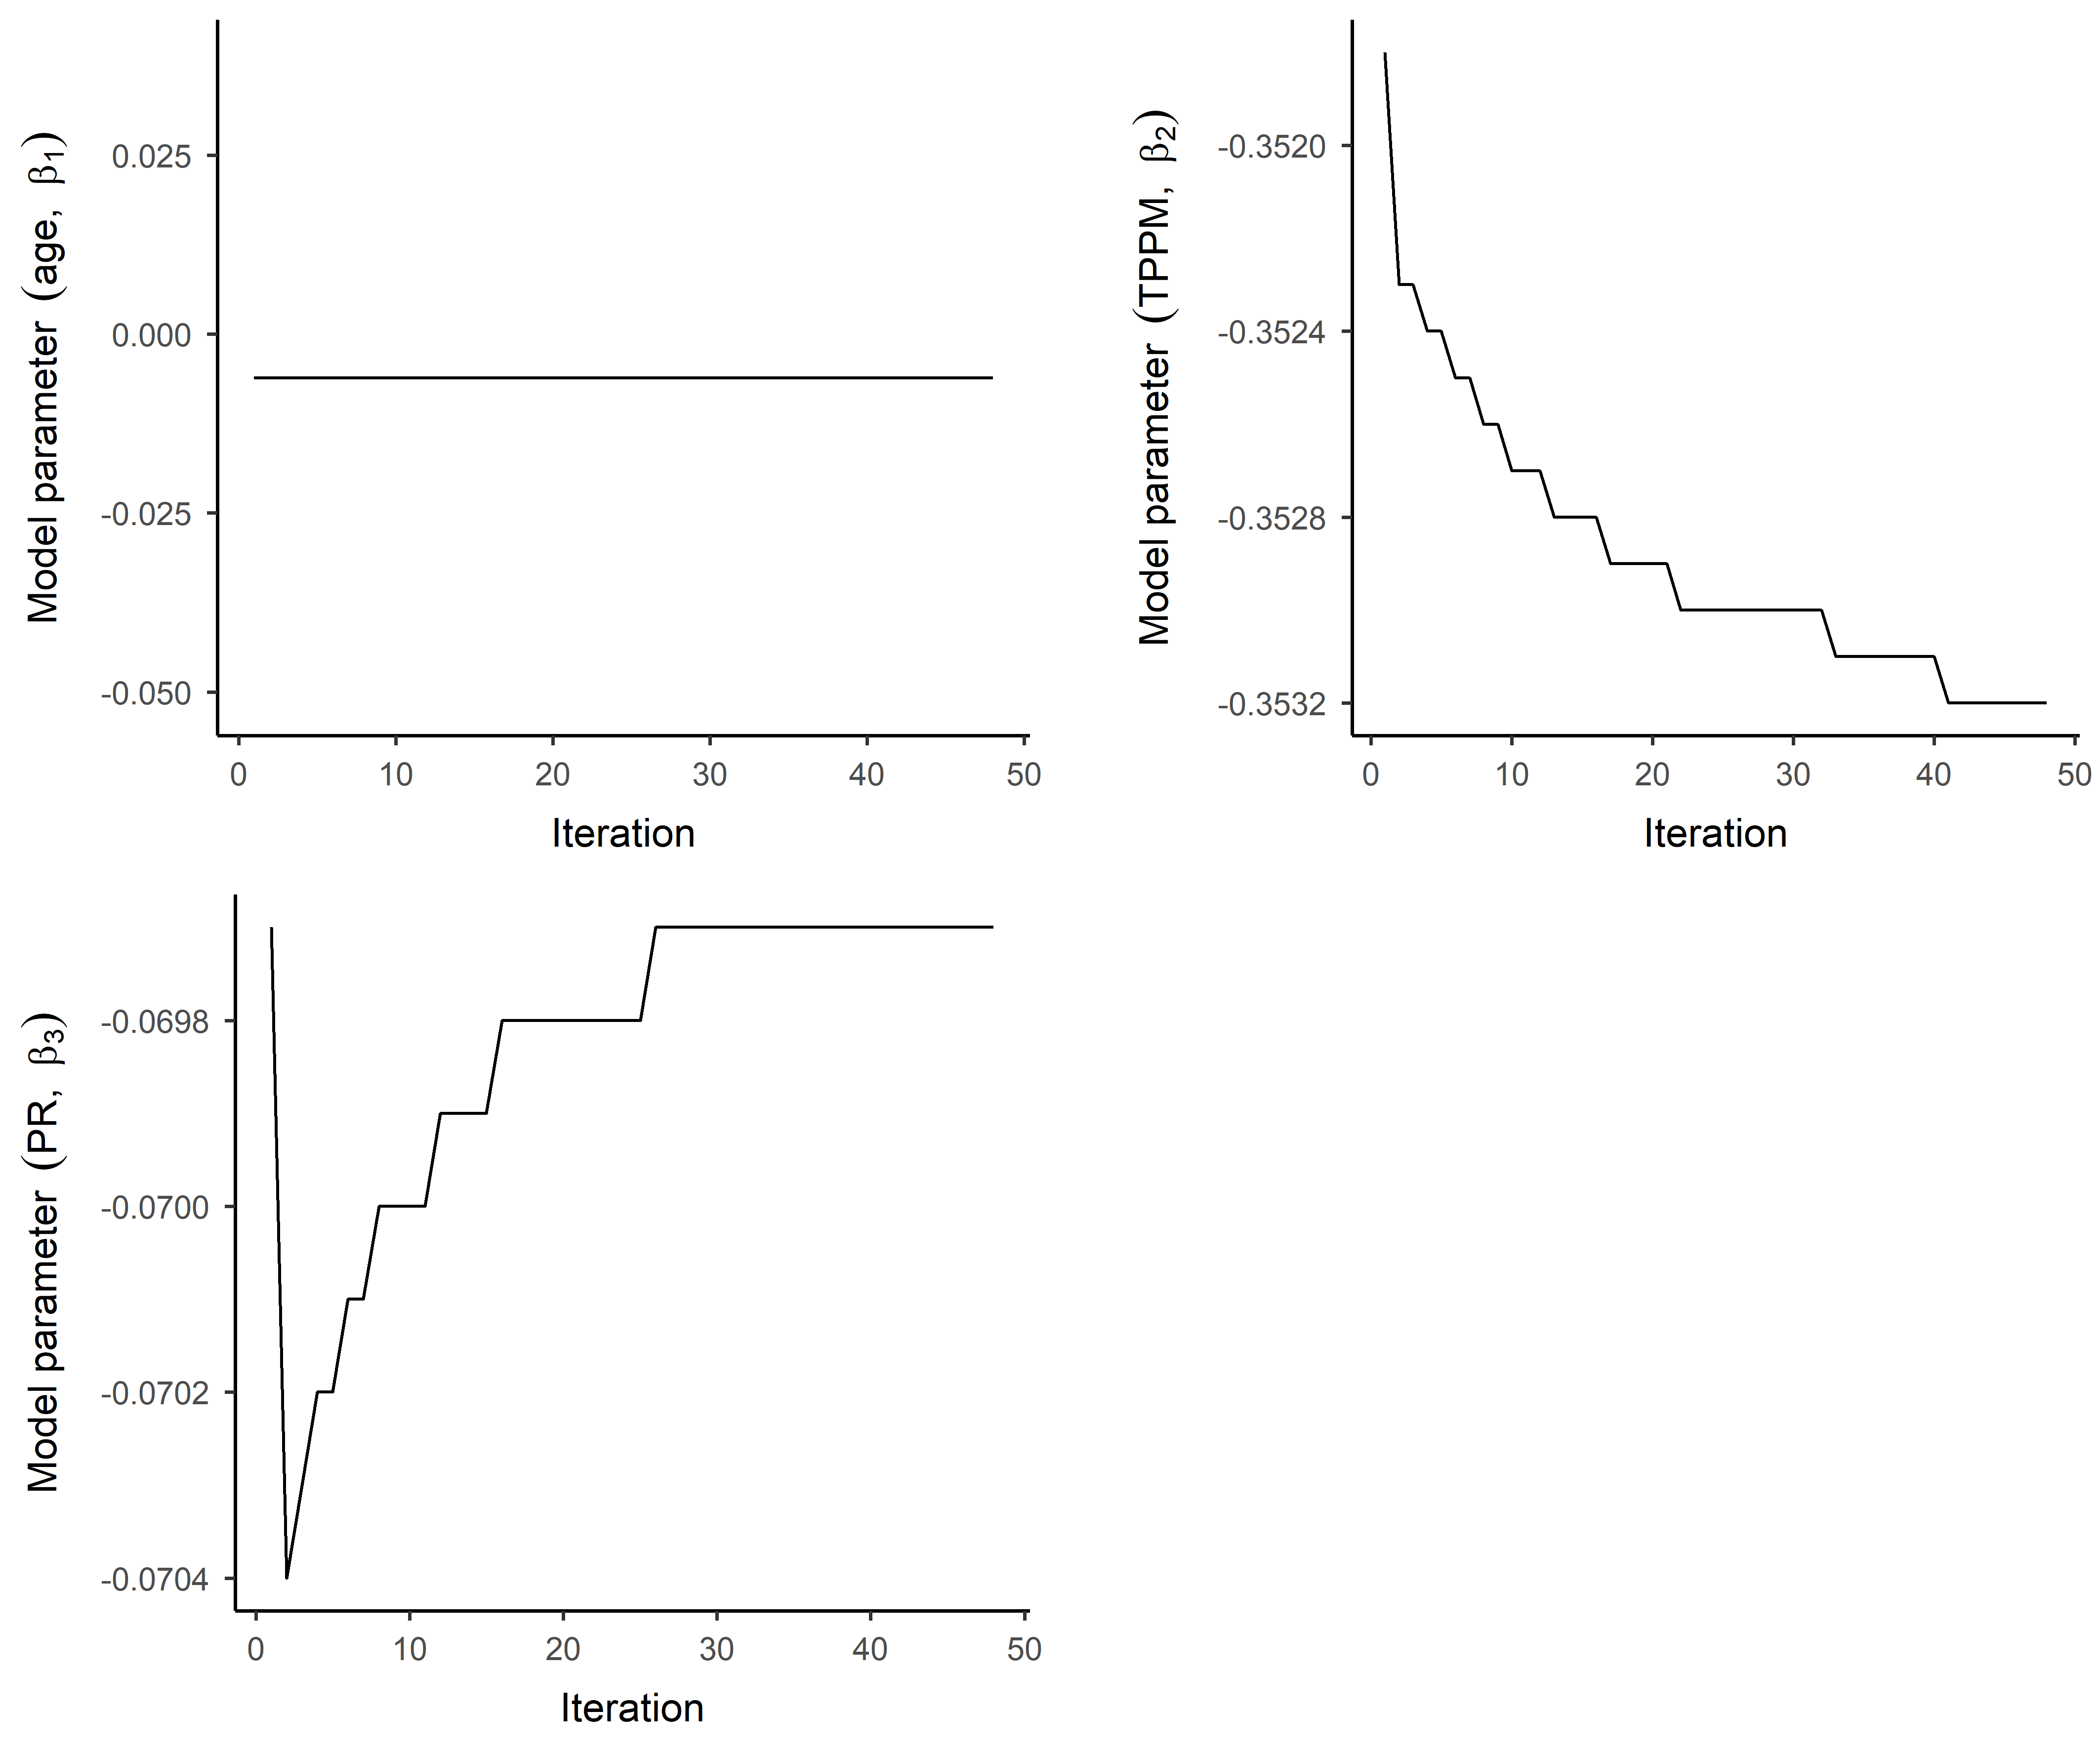 Model parameter (age, β₁)
0.025
0.000
-0.025
-0.050
0 10 20 30 40 50
Iteration
Model parameter (TPPM, β₂)
-0.3520
-0.3524
-0.3528
-0.3532
0 10 20 30 40 50
Iteration
Model parameter (PR, β₃)
-0.0698
-0.0700
-0.0702
-0.0704
0 10 20 30 40 50
Iteration